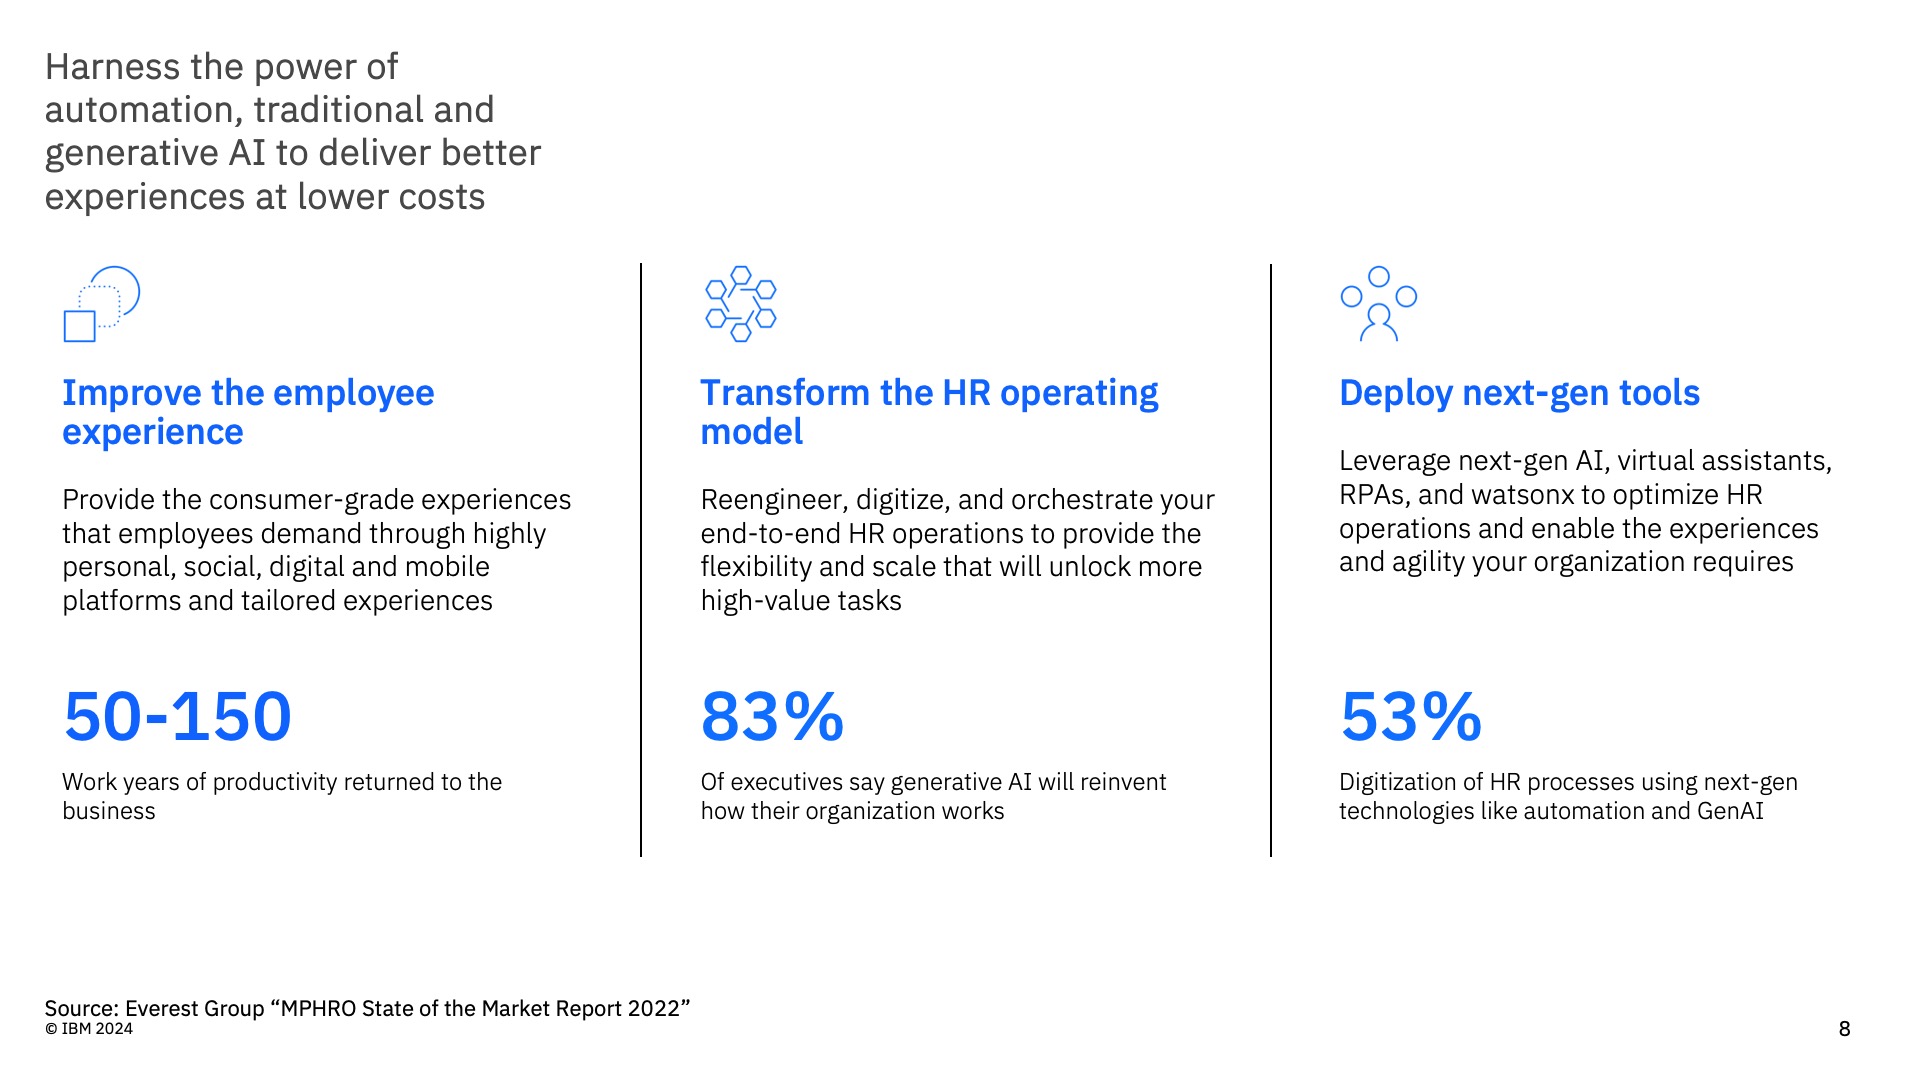 Harness the power of
automation, traditional and
generative AI to deliver better
experiences at lower costs
Improve the employee
experience
Provide the consumer-grade experiences
that employees demand through highly
personal, social, digital and mobile
platforms and tailored experiences
50-150
Work years of productivity returned to the
business
Transform the HR operating
model
Reengineer, digitize, and orchestrate your
end-to-end HR operations to provide the
flexibility and scale that will unlock more
high-value tasks
83%
Of executives say generative AI will reinvent
how their organization works
Deploy next-gen tools
Leverage next-gen AI, virtual assistants,
RPAs, and watsonx to optimize HR
operations and enable the experiences
and agility your organization requires
53%
Digitization of HR processes using next-gen
technologies like automation and GenAI
Source: Everest Group “MPHRO State of the Market Report 2022”
© IBM 2024
8